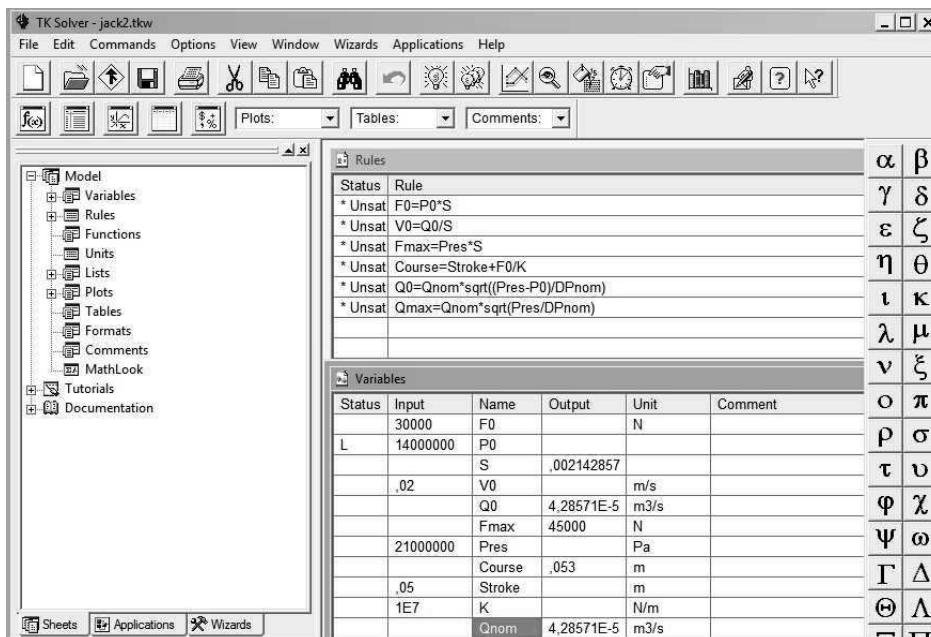 TK Solver - jack2.tkw
File Edit Commands Options View Window Wizards Applications Help
f(x)
Plots: Tables: Comments:
Model
Variables
Rules
Functions
Units
Lists
Plots
Tables
Formats
Comments
MathLook
Tutorials
Documentation
Sheets Applications Wizards
Rules
Status Rule
* Unsat F0=P0*S
* Unsat V0=Q0/S
* Unsat Fmax=Pres*S
* Unsat Course=Stroke+F0/K
* Unsat Q0=Qnom*sqrt((Pres-P0)/DPnom)
* Unsat Qmax=Qnom*sqrt(Pres/DPnom)
Variables
Status Input Name Output Unit Comment
30000 F0 N
L 14000000 P0
S ,002142857
,02 V0 m/s
Q0 4,28571E-5 m3/s
Fmax 45000 N
21000000 Pres Pa
Course ,053 m
,05 Stroke m
1E7 K N/m
Qnom 4,28571E-5 m3/s
α β
γ δ
ε ζ
η θ
ι κ
λ μ
ν ξ
ο π
ρ σ
τ υ
φ χ
ψ ω
Γ Δ
Θ Λ